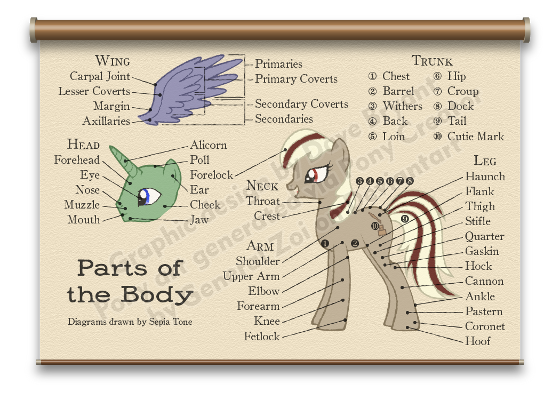 WING
Carpal Joint
Lesser Coverts
Margin
Axillaries
Primaries
Primary Coverts
Secondary Coverts
Secondaries
TRUNK
① Chest
② Barrel
③ Withers
④ Back
⑤ Loin
⑥ Hip
⑦ Croup
⑧ Dock
⑨ Tail
⑩ Cutie Mark
HEAD
Forehead
Eye
Nose
Muzzle
Mouth
Alicorn
Poll
Forelock
Ear
Cheek
Jaw
NECK
Throat
Crest
ARM
Shoulder
Upper Arm
Elbow
Forearm
Knee
Fetlock
❸❹❺❻❼❽
❿
❾
❶
❷
LEG
Haunch
Flank
Thigh
Stifle
Quarter
Gaskin
Hock
Cannon
Ankle
Pastern
Coronet
Hoof
Parts of
the Body
Diagrams drawn by Sepia Tone